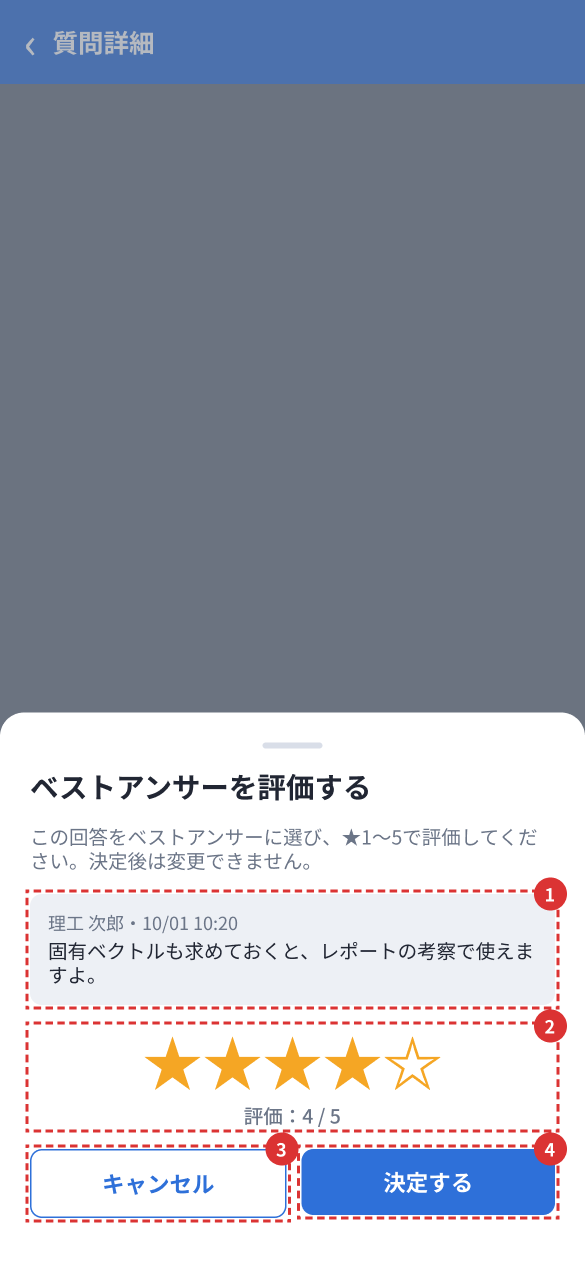 ‹ 質問詳細
ベストアンサーを評価する
この回答をベストアンサーに選び、★1〜5で評価してくだ
さい。決定後は変更できません。
1
理工 次郎・10/01 10:20
固有ベクトルも求めておくと、レポートの考察で使えま
すよ。
2
★★★★☆
評価：4 / 5
3
キャンセル
4
決定する